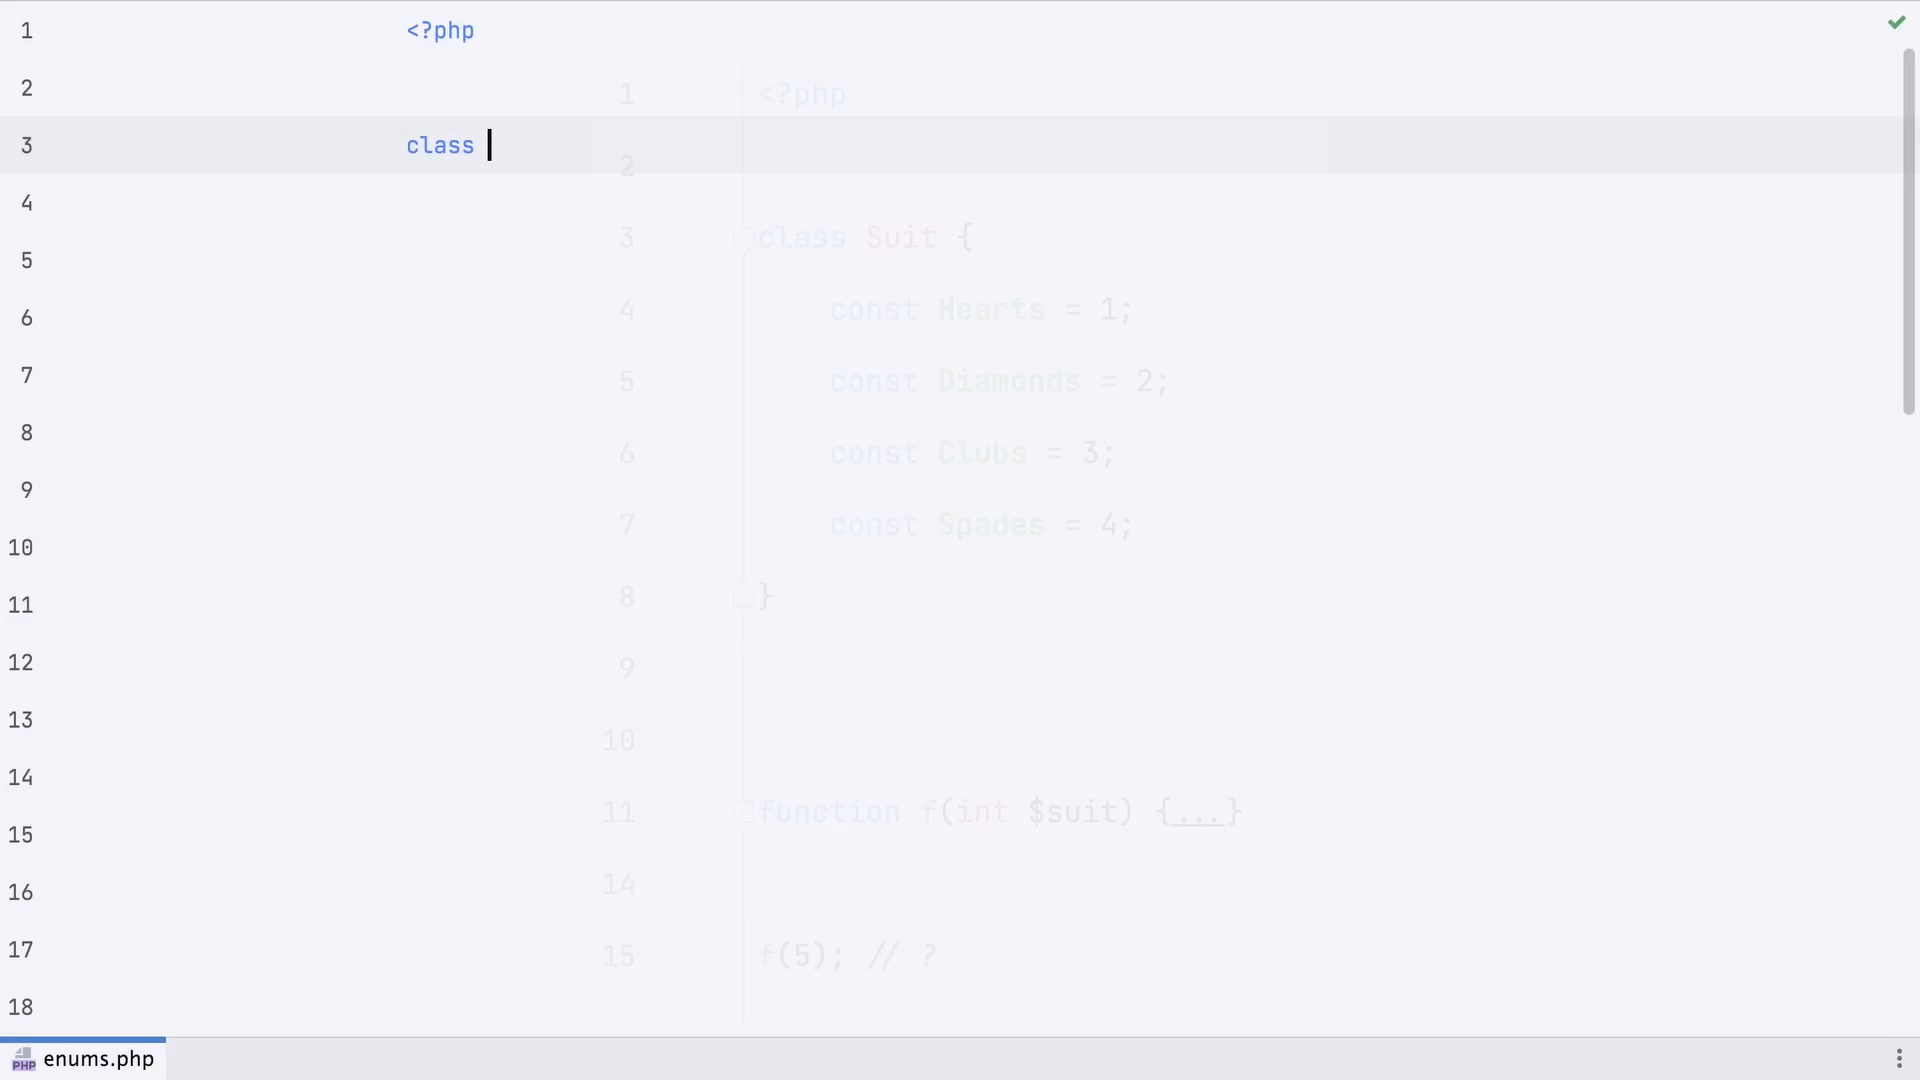 1 <?php
2
3 class
4
5
6
7
8
9
10
11
12
13
14
15
16
17
18
1 <?php
2
3 class Suit {
4 const Hearts = 1;
5 const Diamonds = 2;
6 const Clubs = 3;
7 const Spades = 4;
8 }
9
10
11 function f(int $suit) {...}
14
15 f(5); // ?
PHP enums.php